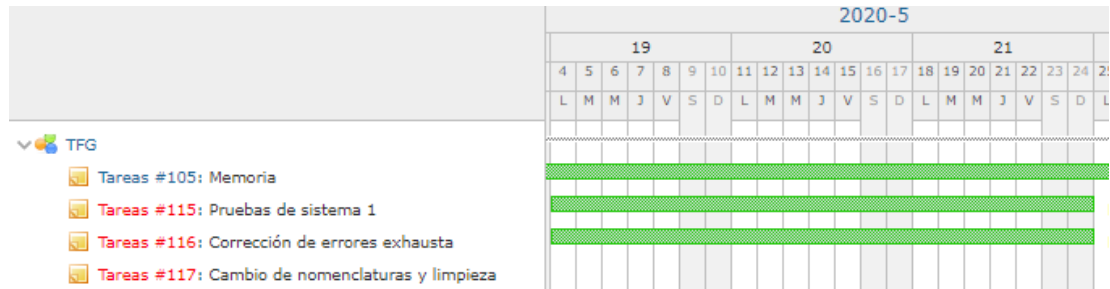 2020-5
19 20 21
4 5 6 7 8 9 10 11 12 13 14 15 16 17 18 19 20 21 22 23 24
L M M J V S D L M M J V S D L M M J V S D L
TFG
Tareas #105: Memoria
Tareas #115: Pruebas de sistema 1
Tareas #116: Corrección de errores exhausta
Tareas #117: Cambio de nomenclaturas y limpieza